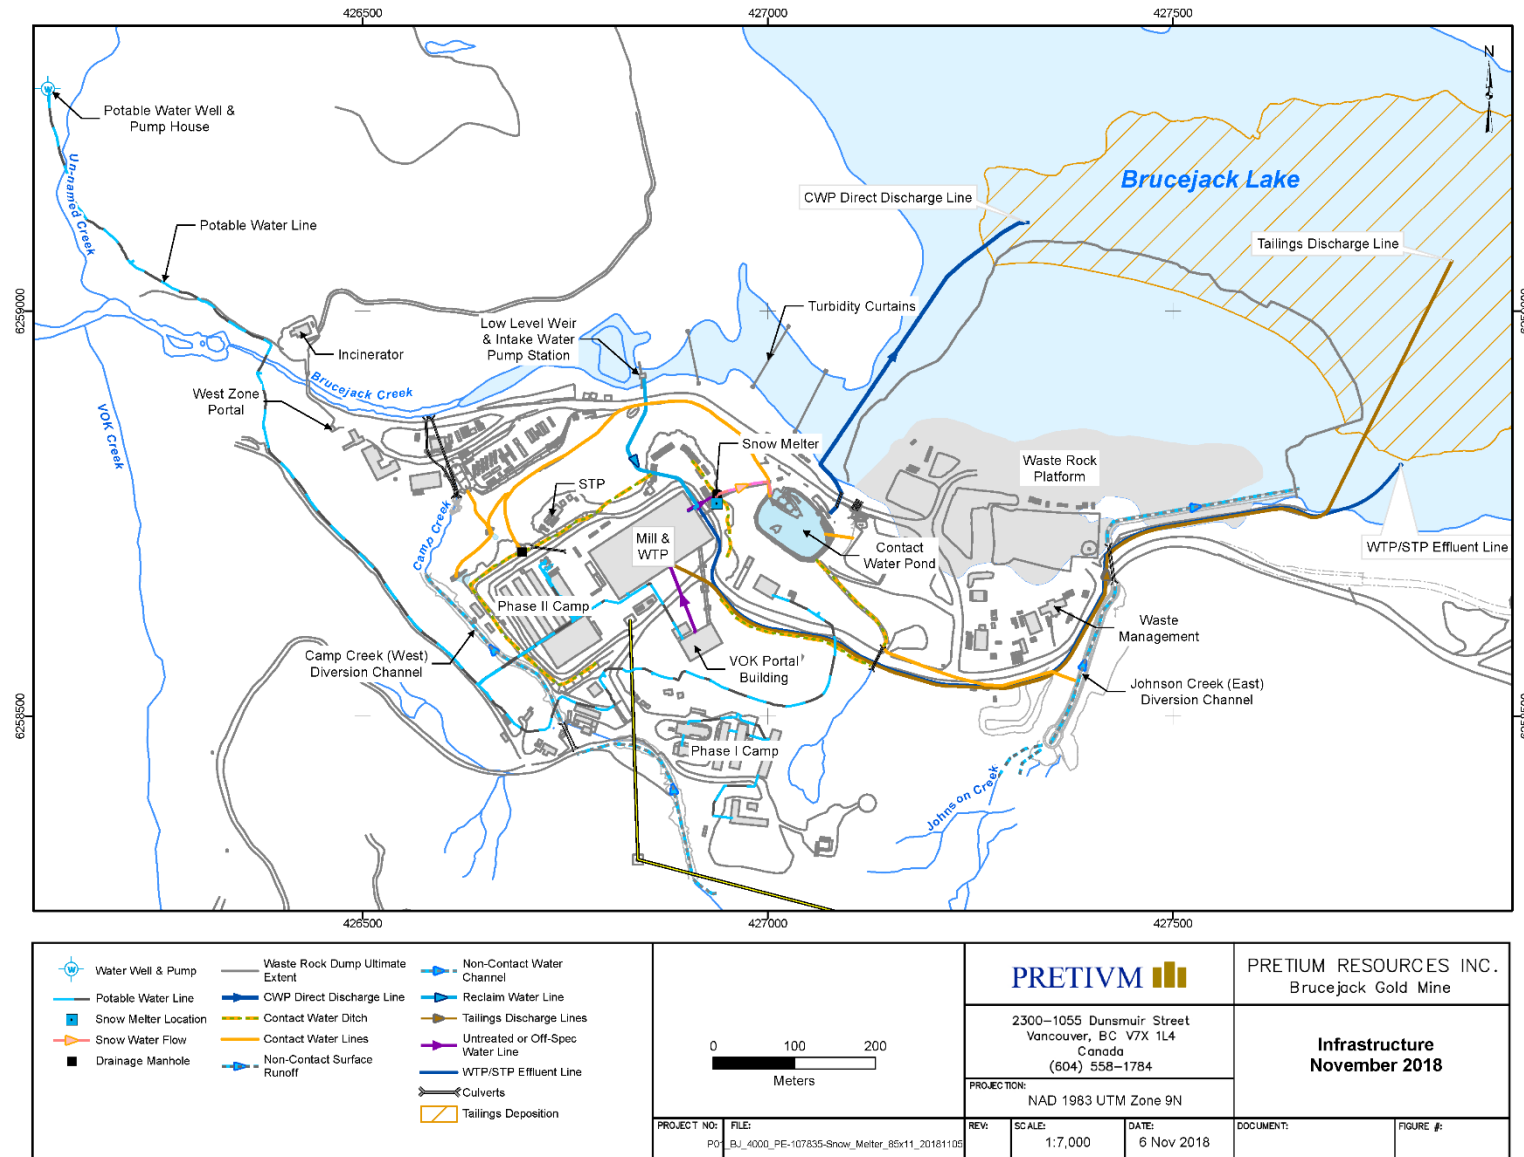 426500
427000
427500
N
W
Potable Water Well &
Pump House
Un-named Creek
Potable Water Line
Brucejack Lake
CWP Direct Discharge Line
Tailings Discharge Line
6259000
6259000
Turbidity Curtains
Low Level Weir
& Intake Water
Pump Station
Incinerator
Brucejack Creek
West Zone
Portal
VOK Creek
Snow Melter
Waste Rock
Platform
STP
Camp Creek
Mill &
WTP
Contact
Water Pond
WTP/STP Effluent Line
Phase II Camp
Waste
Management
Camp Creek (West)
Diversion Channel
VOK Portal
Building
Johnson Creek (East)
Diversion Channel
6258500
6258500
Phase I Camp
Johnson Creek
426500
427000
427500
W
Water Well & Pump
Potable Water Line
Snow Melter Location
Snow Water Flow
Drainage Manhole
Waste Rock Dump Ultimate
Extent
CWP Direct Discharge Line
Contact Water Ditch
Contact Water Lines
Non-Contact Surface
Runoff
Non-Contact Water
Channel
Reclaim Water Line
Tailings Discharge Lines
Untreated or Off-Spec
Water Line
WTP/STP Effluent Line
Culverts
Tailings Deposition
0 100 200
Meters
PROJECT NO:
FILE:
P01_BJ_4000_PE-107835-Snow_Melter_85x11_20181105
PRETIVM
2300-1055 Dunsmuir Street
Vancouver, BC V7X 1L4
Canada
(604) 558-1784
PROJECTION:
NAD 1983 UTM Zone 9N
REV:
SCALE:
1:7,000
DATE:
6 Nov 2018
PRETIUM RESOURCES INC.
Brucejack Gold Mine
Infrastructure
November 2018
DOCUMENT:
FIGURE #: